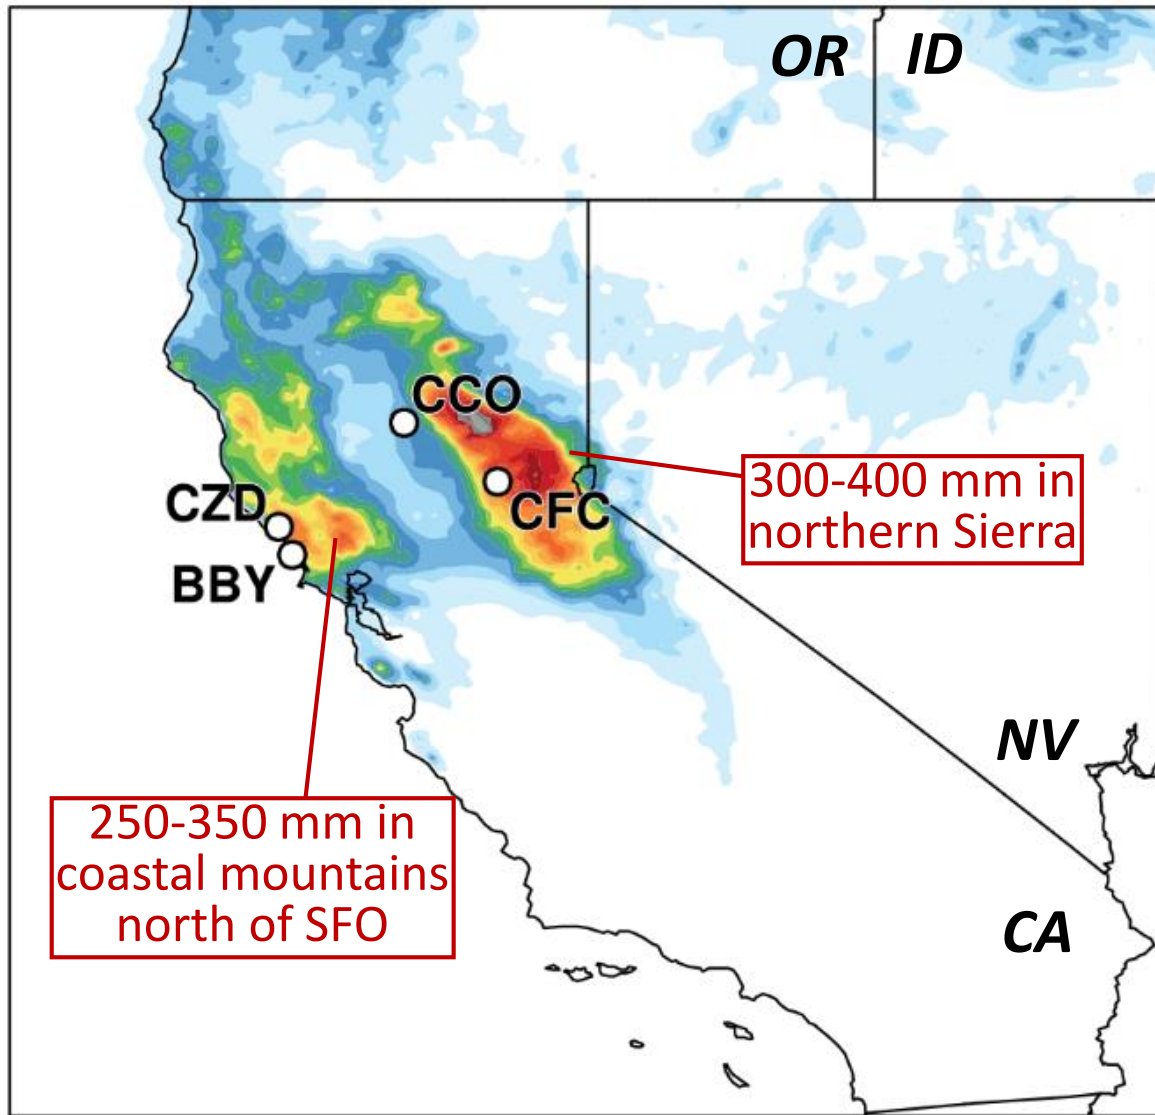 OR
ID
CCO
CZD
CFC
300-400 mm in
northern Sierra
BBY
NV
250-350 mm in
coastal mountains
north of SFO
CA